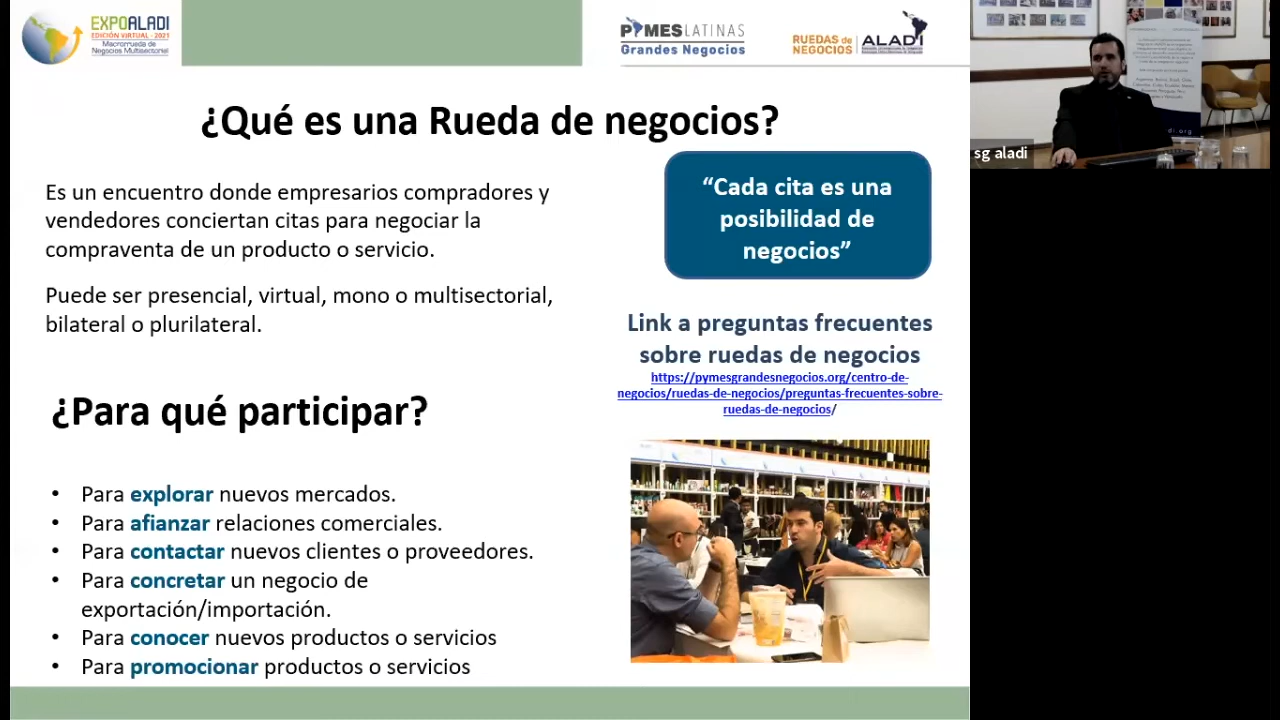 EXPOALADI
EDICIÓN VIRTUAL - 2021
Macrorrueda de
Negocios Multisectorial
PYMESLATINAS
Grandes Negocios
RUEDAS de
NEGOCIOS
ALADI
¿Qué es una Rueda de negocios?
Es un encuentro donde empresarios compradores y
vendedores conciertan citas para negociar la
compraventa de un producto o servicio.
Puede ser presencial, virtual, mono o multisectorial,
bilateral o plurilateral.
“Cada cita es una
posibilidad de
negocios”
Link a preguntas frecuentes
sobre ruedas de negocios
https://pymesgrandesnegocios.org/centro-de-
negocios/ruedas-de-negocios/preguntas-frecuentes-sobre-
ruedas-de-negocios/
¿Para qué participar?
• Para explorar nuevos mercados.
• Para afianzar relaciones comerciales.
• Para contactar nuevos clientes o proveedores.
• Para concretar un negocio de
exportación/importación.
• Para conocer nuevos productos o servicios
• Para promocionar productos o servicios
sg aladi